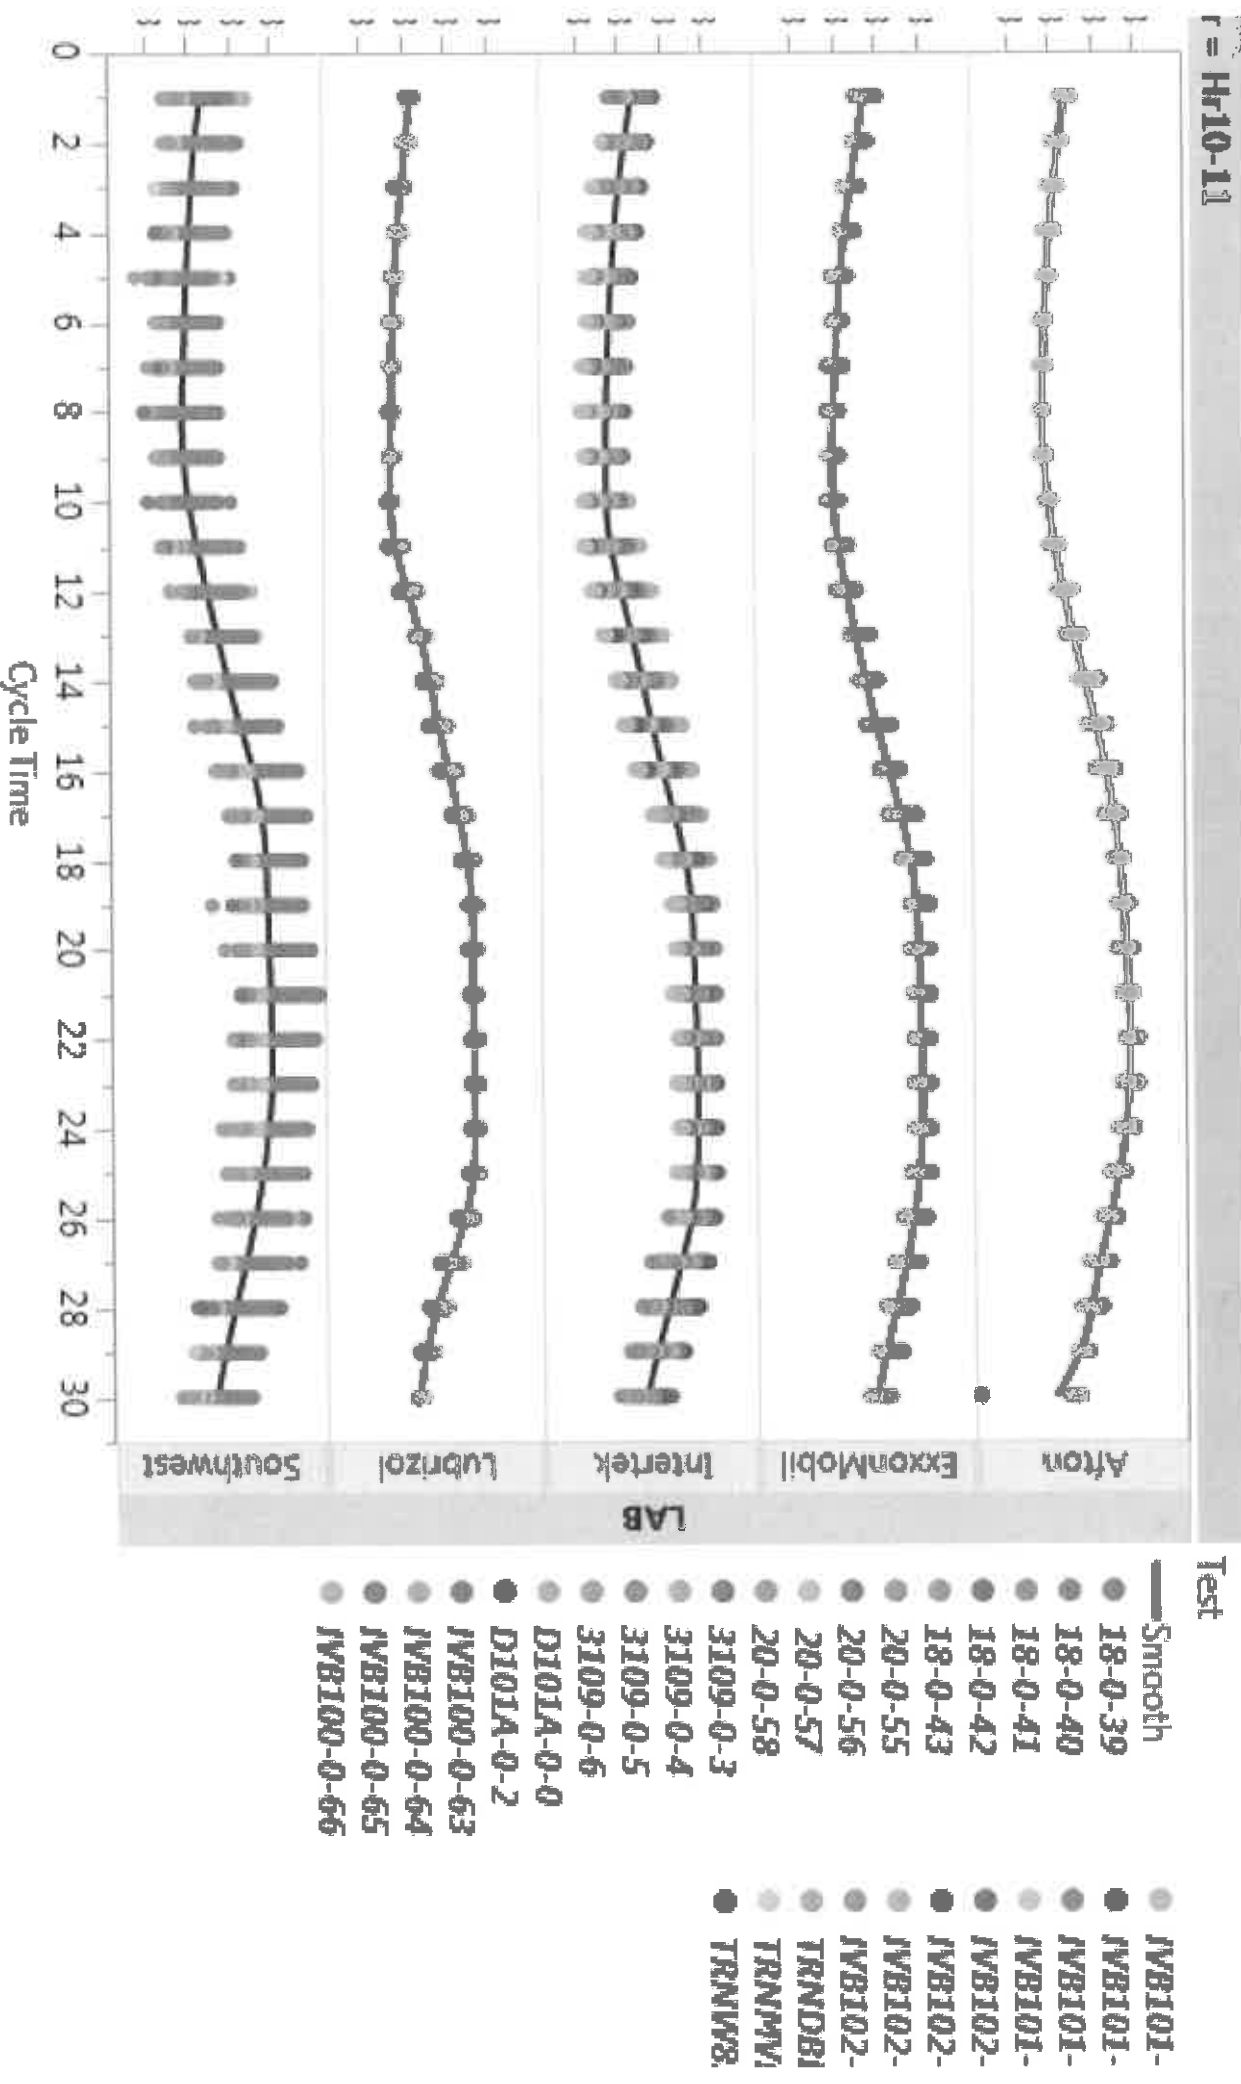 r = Hr10-11
Afton
ExxonMobil
Intertek
Lubrizol
Southwest
LAB
0 2 4 6 8 10 12 14 16 18 20 22 24 26 28 30
Cycle Time
Test
Smooth
18-0-39
18-0-40
18-0-41
18-0-42
18-0-43
20-0-55
20-0-56
20-0-57
20-0-58
3109-0-3
3109-0-4
3109-0-5
3109-0-6
D101A-0-0
D101A-0-2
IVB100-0-63
IVB100-0-64
IVB100-0-65
IVB100-0-66
IVB101-
IVB101-
IVB101-
IVB101-
IVB102-
IVB102-
IVB102-
IVB102-